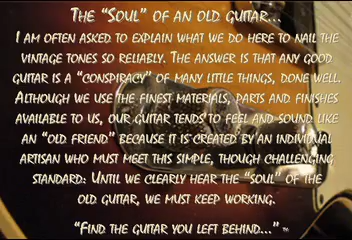 The "Soul" of an old guitar...
I am often asked to explain what we do here to nail the
vintage tones so reliably. The answer is that any good
guitar is a "conspiracy" of many little things, done well.
Although we use the finest materials, parts and finishes
available to us, our guitar tends to feel and sound like
an "old friend" because it is created by an individual
artisan who must meet this simple, though challenging
standard: Until we clearly hear the "soul" of the
old guitar, we must keep working.
"Find the guitar you left behind..." ™